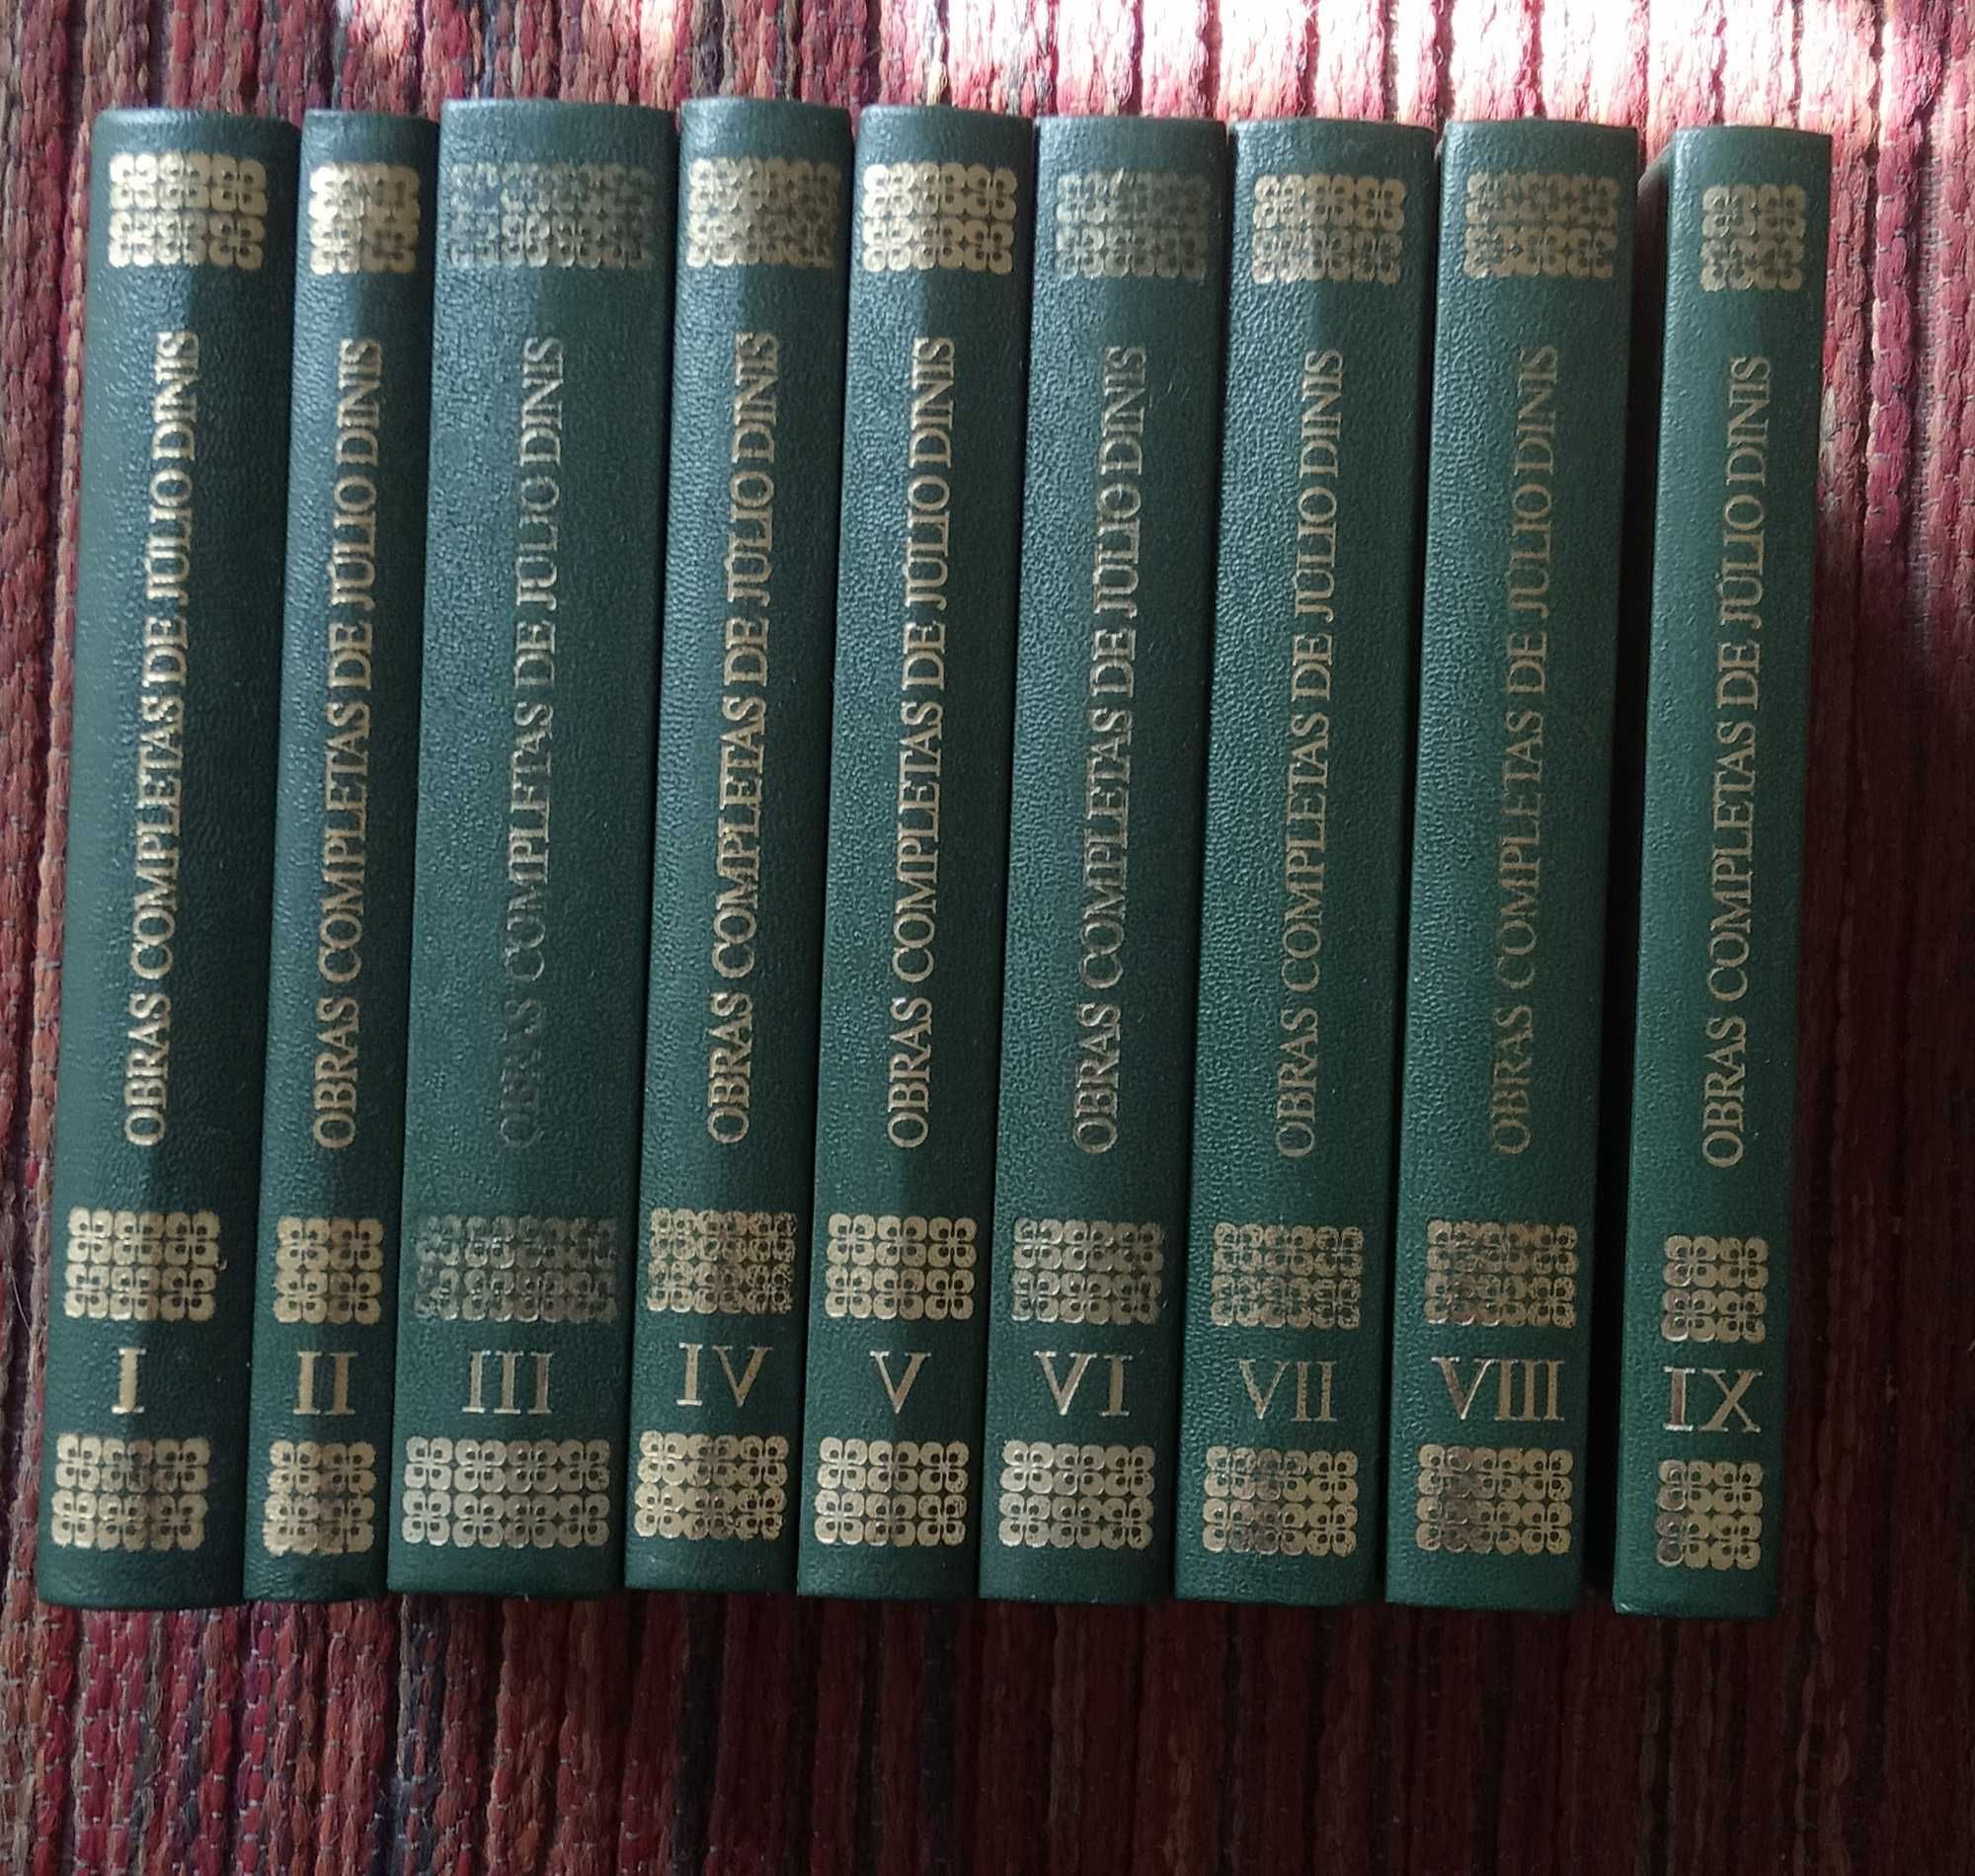 OBRAS COMPLETAS DE JÚLIO DINIS
I
OBRAS COMPLETAS DE JÚLIO DINIS
II
OBRAS COMPLETAS DE JÚLIO DINIS
III
OBRAS COMPLETAS DE JÚLIO DINIS
IV
OBRAS COMPLETAS DE JÚLIO DINIS
V
OBRAS COMPLETAS DE JÚLIO DINIS
VI
OBRAS COMPLETAS DE JÚLIO DINIS
VII
OBRAS COMPLETAS DE JÚLIO DINIS
VIII
OBRAS COMPLETAS DE JÚLIO DINIS
IX